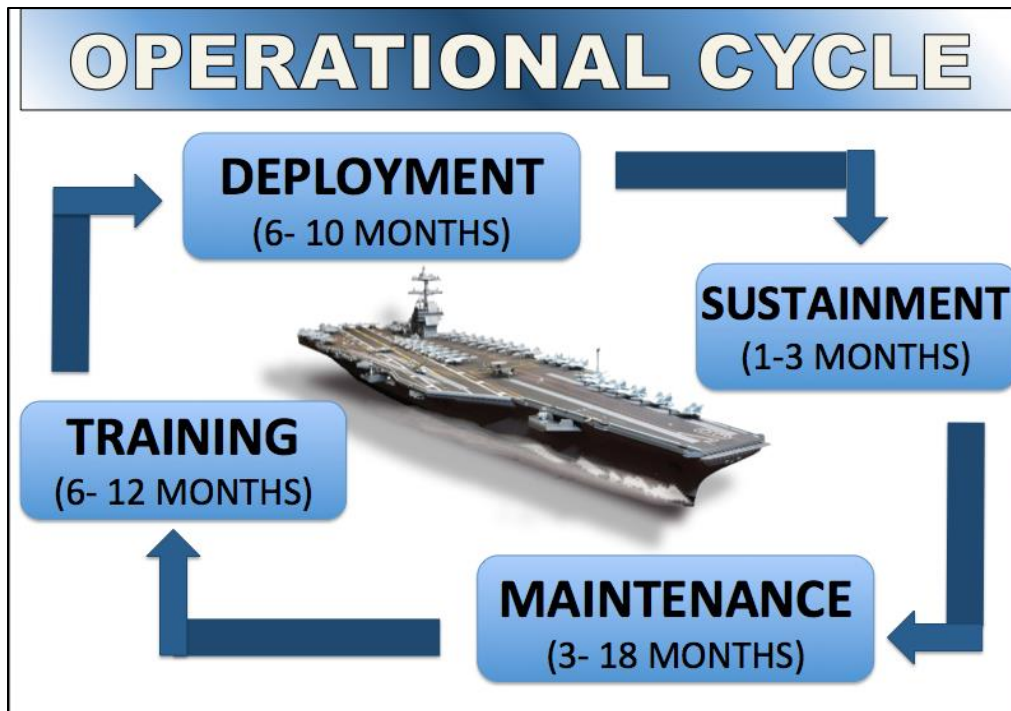 OPERATIONAL CYCLE
DEPLOYMENT
(6- 10 MONTHS)
SUSTAINMENT
(1-3 MONTHS)
MAINTENANCE
(3- 18 MONTHS)
TRAINING
(6- 12 MONTHS)